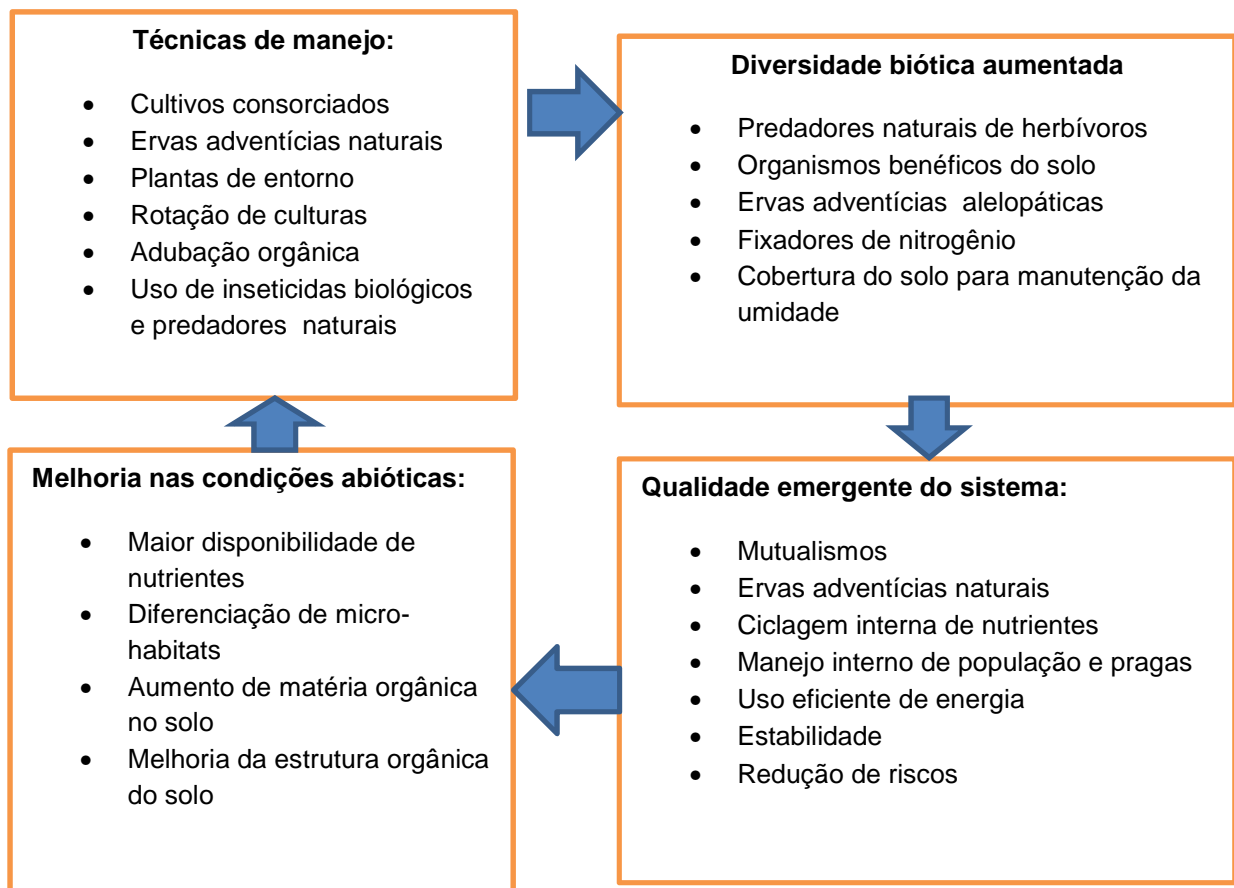 Técnicas de manejo:
• Cultivos consorciados
• Ervas adventícias naturais
• Plantas de entorno
• Rotação de culturas
• Adubação orgânica
• Uso de inseticidas biológicos
e predadores  naturais
Diversidade biótica aumentada
• Predadores naturais de herbívoros
• Organismos benéficos do solo
• Ervas adventícias  alelopáticas
• Fixadores de nitrogênio
• Cobertura do solo para manutenção da
umidade
Melhoria nas condições abióticas:
• Maior disponibilidade de
nutrientes
• Diferenciação de micro-
habitats
• Aumento de matéria orgânica
no solo
• Melhoria da estrutura orgânica
do solo
Qualidade emergente do sistema:
• Mutualismos
• Ervas adventícias naturais
• Ciclagem interna de nutrientes
• Manejo interno de população e pragas
• Uso eficiente de energia
• Estabilidade
• Redução de riscos